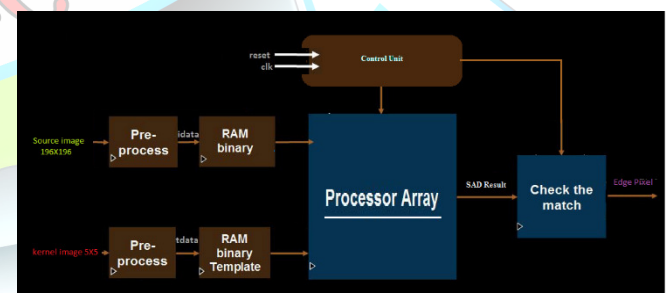 reset
clk
Control Unit
Source image
196X196
Pre-
process
idata
RAM
binary
Processor Array
SAD Result
Check the
match
Edge Pixel
kernel image 5X5
Pre-
process
tdata
RAM
binary
Template